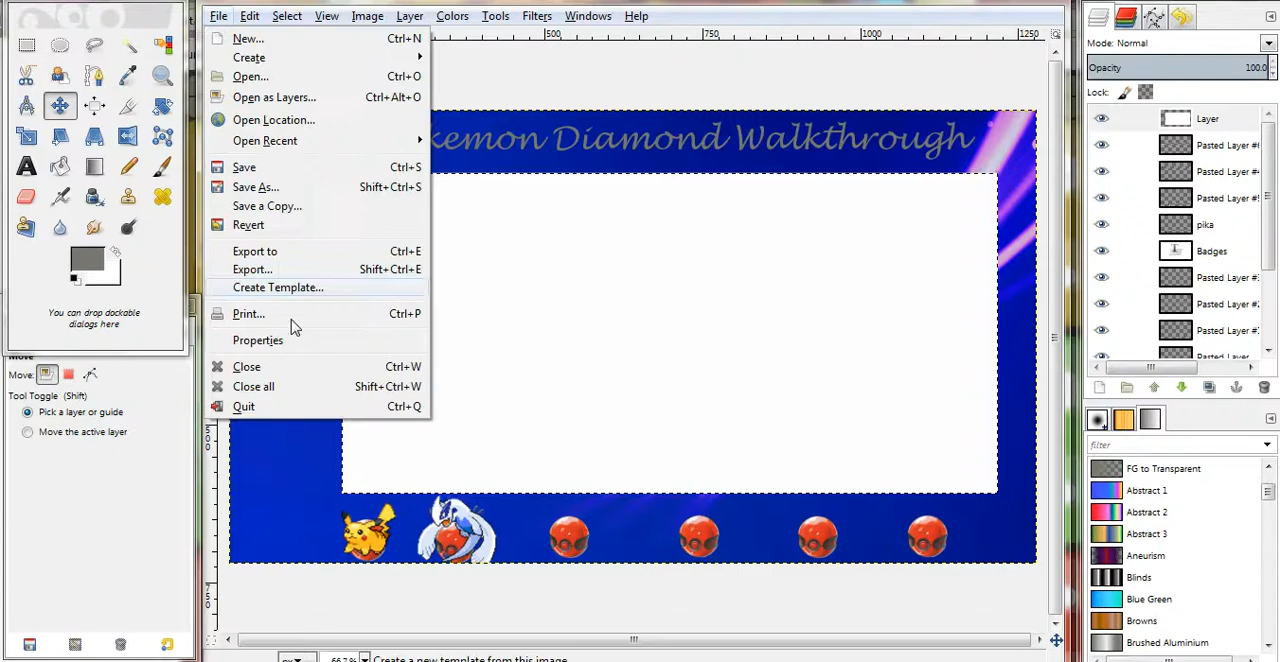 File Edit Select View Image Layer Colors Tools Filters Windows Help
New... Ctrl+N
Create
Open... Ctrl+O
Open as Layers... Ctrl+Alt+O
Open Location...
Open Recent
Save Ctrl+S
Save As... Shift+Ctrl+S
Save a Copy...
Revert
Export to Ctrl+E
Export... Shift+Ctrl+E
Create Template...
Print... Ctrl+P
Properties
Close Ctrl+W
Close all Shift+Ctrl+W
Quit Ctrl+Q
500 750 1000 1250
kemon Diamond Walkthrough
You can drop dockable
dialogs here
Move
Move:
Tool Toggle (Shift)
Pick a layer or guide
Move the active layer
500
750
px 66.7% Create a new template from this image
Mode: Normal
Opacity 100.0
Lock:
Layer
Pasted Layer #
Pasted Layer #
Pasted Layer #
pika
Badges
Pasted Layer #
Pasted Layer #
Pasted Layer #
Pasted Layer
filter
FG to Transparent
Abstract 1
Abstract 2
Abstract 3
Aneurism
Blinds
Blue Green
Browns
Brushed Aluminium